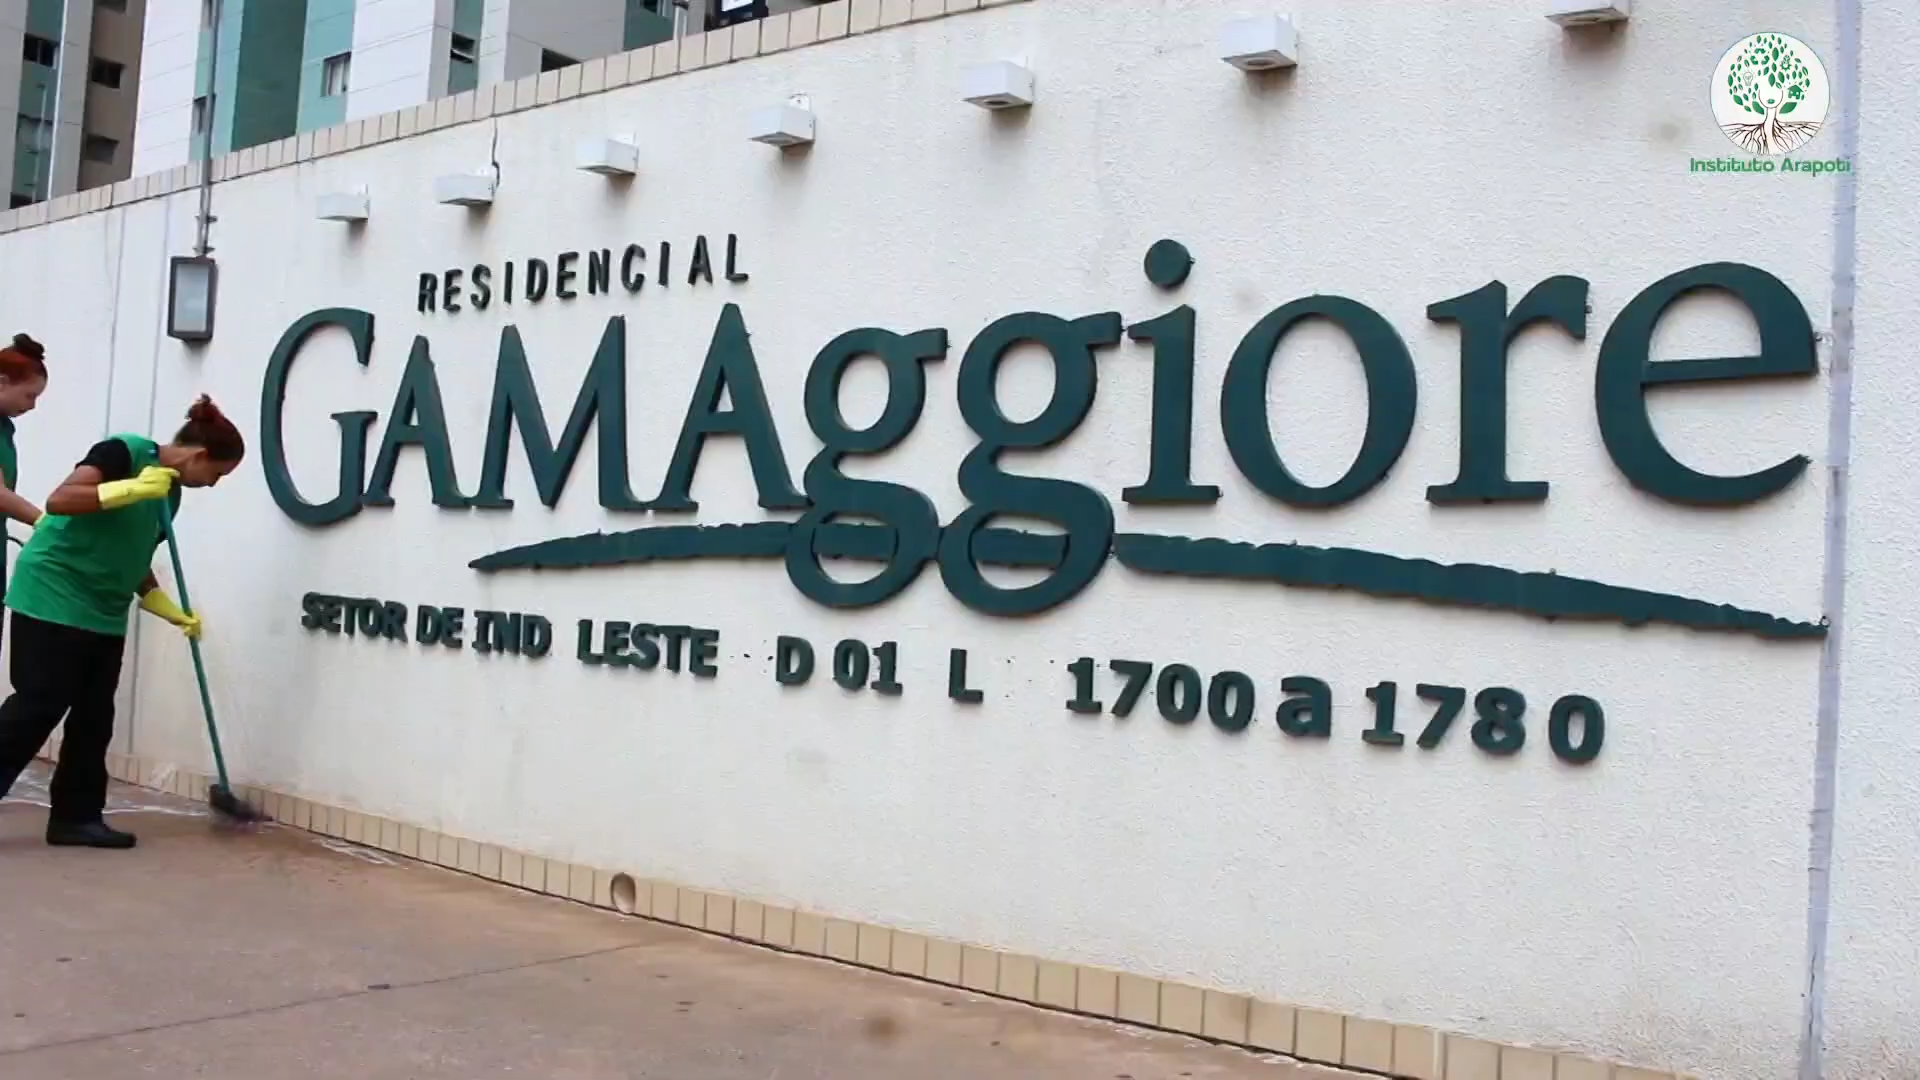 Instituto Arapoti
RESIDENCIAL
GAMAggiore
SETOR DE IND LESTE D 01 L 1700 a 1780